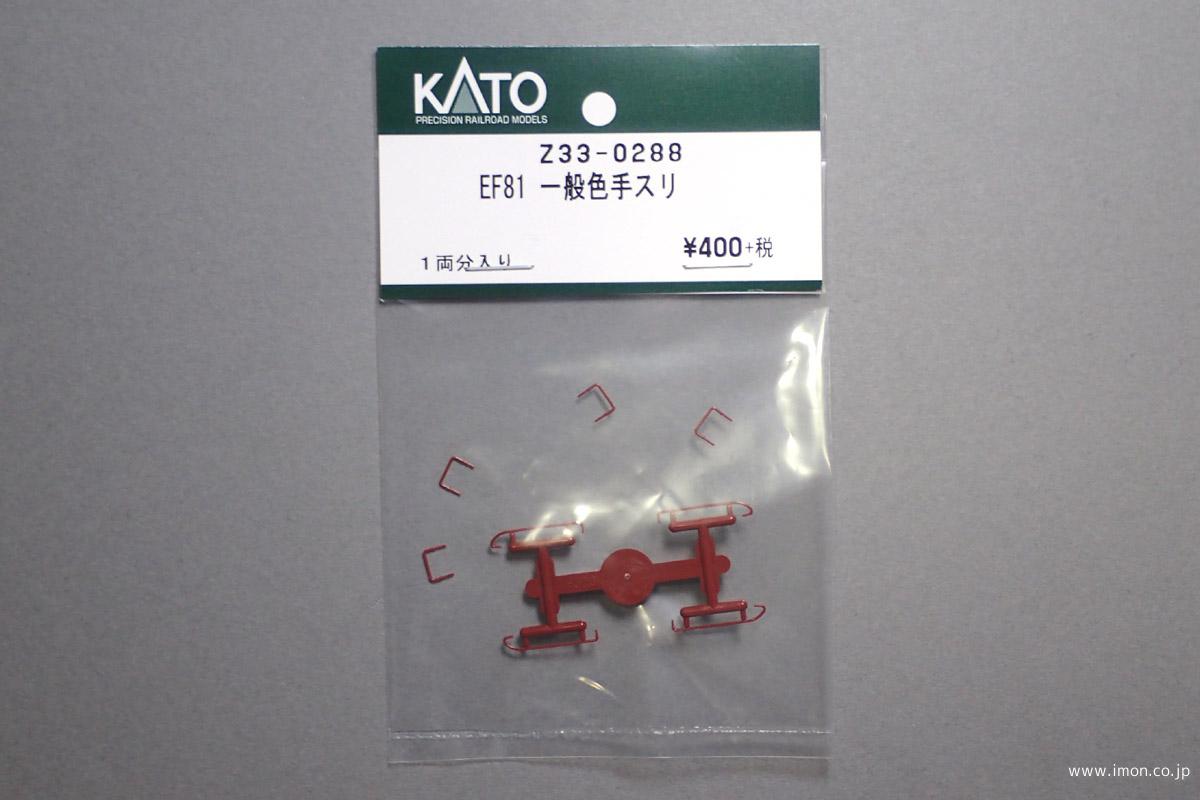 KATO
PRECISION RAILROAD MODELS
Z33-0288
EF81 一般色手スリ
1両分入り
¥400+税
www.imon.co.jp